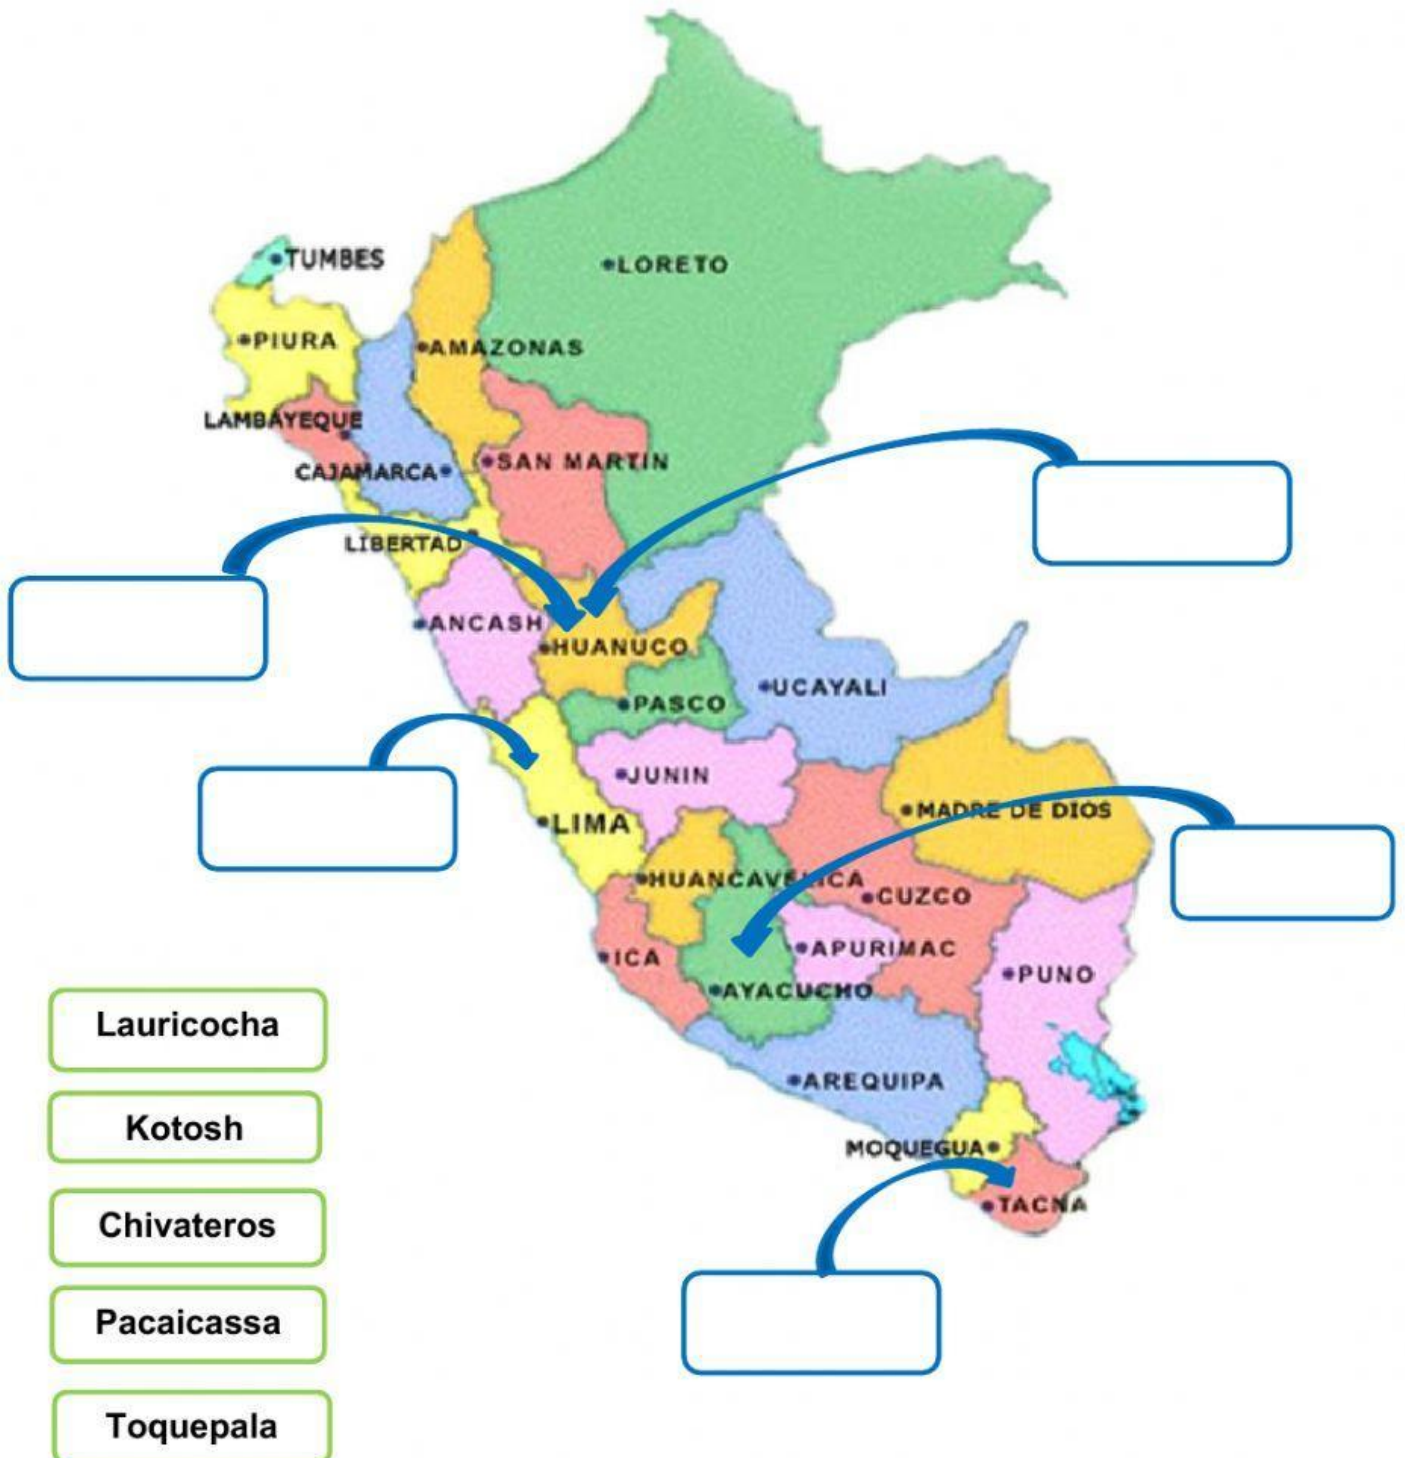 TUMBES
LORETO
PIURA
AMAZONAS
LAMBAYEQUE
CAJAMARCA
SAN MARTIN
LIBERTAD
ANCASH
HUANUCO
UCAYALI
PASCO
JUNIN
MADRE DE DIOS
LIMA
HUANCAVELICA
CUZCO
ICA
APURIMAC
PUNO
AYACUCHO
AREQUIPA
MOQUEGUA
TACNA
Lauricocha
Kotosh
Chivateros
Pacaicassa
Toquepala